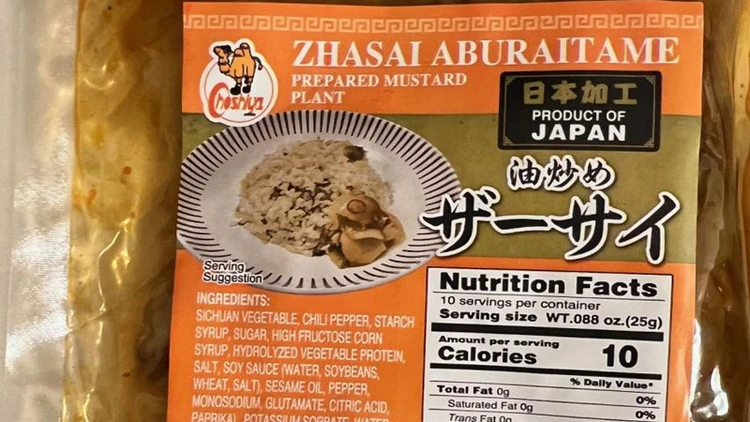 ZHASAI ABURAITAME
PREPARED MUSTARD
PLANT
Choshiya
日本加工
PRODUCT OF
JAPAN
油炒め
ザーサイ
Serving
Suggestion
INGREDIENTS:
SICHUAN VEGETABLE, CHILI PEPPER, STARCH
SYRUP, SUGAR, HIGH FRUCTOSE CORN
SYRUP, HYDROLYZED VEGETABLE PROTEIN,
SALT, SOY SAUCE (WATER, SOYBEANS,
WHEAT, SALT), SESAME OIL, PEPPER,
MONOSODIUM, GLUTAMATE, CITRIC ACID,
PAPRIKA), POTASSIUM SORBATE, WATER
Nutrition Facts
10 servings per container
Serving size WT.088 oz.(25g)
Amount per serving
Calories 10
% Daily Value*
Total Fat 0g 0%
Saturated Fat 0g 0%
Trans Fat 0g